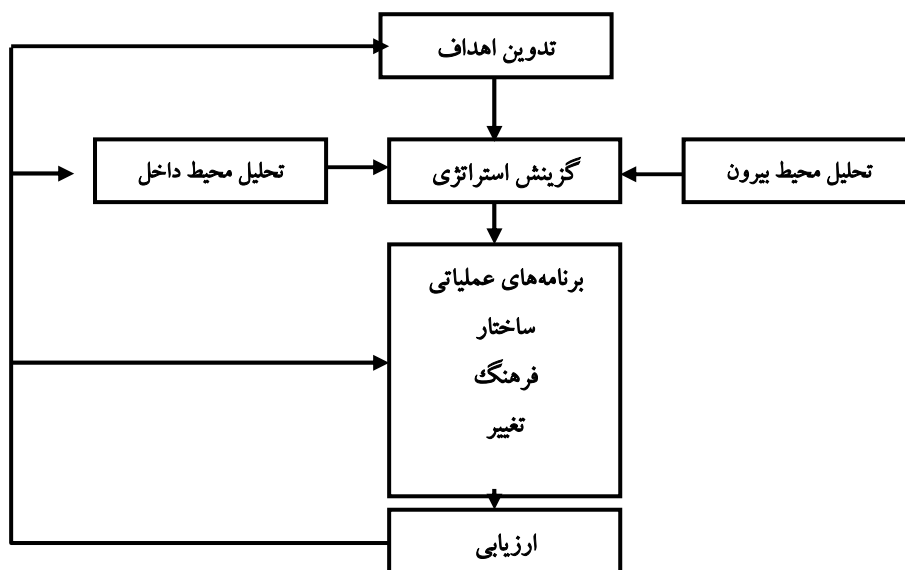 تدوین اهداف
تحلیل محیط بیرون
گزینش استراتژی
تحلیل محیط داخل
برنامه‌های عملیاتی
ساختار
فرهنگ
تغییر
ارزیابی